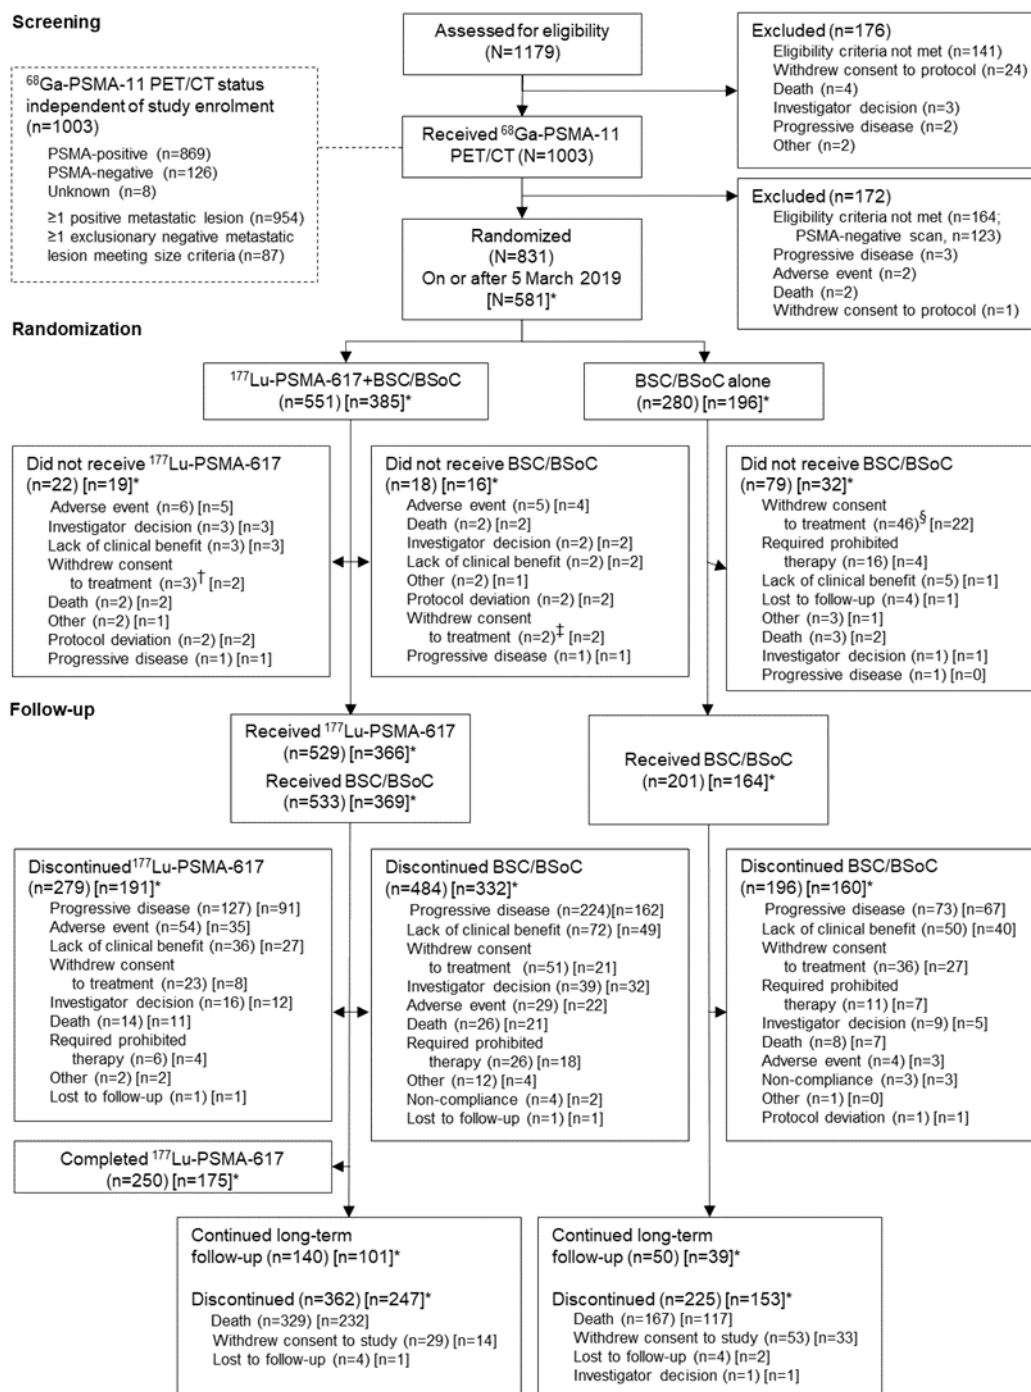 Screening
Assessed for eligibility
(N=1179)
Excluded (n=176)
Eligibility criteria not met (n=141)
Withdrew consent to protocol (n=24)
Death (n=4)
Investigator decision (n=3)
Progressive disease (n=2)
Other (n=2)
⁶⁸Ga-PSMA-11 PET/CT status
independent of study enrolment
(n=1003)
PSMA-positive (n=869)
PSMA-negative (n=126)
Unknown (n=8)
≥1 positive metastatic lesion (n=954)
≥1 exclusionary negative metastatic
lesion meeting size criteria (n=87)
Received ⁶⁸Ga-PSMA-11
PET/CT (N=1003)
Excluded (n=172)
Eligibility criteria not met (n=164;
PSMA-negative scan, n=123)
Progressive disease (n=3)
Adverse event (n=2)
Death (n=2)
Withdrew consent to protocol (n=1)
Randomized
(N=831)
On or after 5 March 2019
[N=581]*
Randomization
¹⁷⁷Lu-PSMA-617+BSC/BSoC
(n=551) [n=385]*
BSC/BSoC alone
(n=280) [n=196]*
Did not receive ¹⁷⁷Lu-PSMA-617
(n=22) [n=19]*
Adverse event (n=6) [n=5]
Investigator decision (n=3) [n=3]
Lack of clinical benefit (n=3) [n=3]
Withdrew consent
to treatment (n=3)† [n=2]
Death (n=2) [n=2]
Other (n=2) [n=1]
Protocol deviation (n=2) [n=2]
Progressive disease (n=1) [n=1]
Did not receive BSC/BSoC
(n=18) [n=16]*
Adverse event (n=5) [n=4]
Death (n=2) [n=2]
Investigator decision (n=2) [n=2]
Lack of clinical benefit (n=2) [n=2]
Other (n=2) [n=1]
Protocol deviation (n=2) [n=2]
Withdrew consent
to treatment (n=2)‡ [n=2]
Progressive disease (n=1) [n=1]
Did not receive BSC/BSoC
(n=79) [n=32]*
Withdrew consent
to treatment (n=46)§ [n=22]
Required prohibited
therapy (n=16) [n=4]
Lack of clinical benefit (n=5) [n=1]
Lost to follow-up (n=4) [n=1]
Other (n=3) [n=1]
Death (n=3) [n=2]
Investigator decision (n=1) [n=1]
Progressive disease (n=1) [n=0]
Follow-up
Received ¹⁷⁷Lu-PSMA-617
(n=529) [n=366]*
Received BSC/BSoC
(n=533) [n=369]*
Received BSC/BSoC
(n=201) [n=164]*
Discontinued ¹⁷⁷Lu-PSMA-617
(n=279) [n=191]*
Progressive disease (n=127) [n=91]
Adverse event (n=54) [n=35]
Lack of clinical benefit (n=36) [n=27]
Withdrew consent
to treatment (n=23) [n=8]
Investigator decision (n=16) [n=12]
Death (n=14) [n=11]
Required prohibited
therapy (n=6) [n=4]
Other (n=2) [n=2]
Lost to follow-up (n=1) [n=1]
Discontinued BSC/BSoC
(n=484) [n=332]*
Progressive disease (n=224)[n=162]
Lack of clinical benefit (n=72) [n=49]
Withdrew consent
to treatment (n=51) [n=21]
Investigator decision (n=39) [n=32]
Adverse event (n=29) [n=22]
Death (n=26) [n=21]
Required prohibited
therapy (n=26) [n=18]
Other (n=12) [n=4]
Non-compliance (n=4) [n=2]
Lost to follow-up (n=1) [n=1]
Discontinued BSC/BSoC
(n=196) [n=160]*
Progressive disease (n=73) [n=67]
Lack of clinical benefit (n=50) [n=40]
Withdrew consent
to treatment (n=36) [n=27]
Required prohibited
therapy (n=11) [n=7]
Investigator decision (n=9) [n=5]
Death (n=8) [n=7]
Adverse event (n=4) [n=3]
Non-compliance (n=3) [n=3]
Other (n=1) [n=0]
Protocol deviation (n=1) [n=1]
Completed ¹⁷⁷Lu-PSMA-617
(n=250) [n=175]*
Continued long-term
follow-up (n=140) [n=101]*
Discontinued (n=362) [n=247]*
Death (n=329) [n=232]
Withdrew consent to study (n=29) [n=14]
Lost to follow-up (n=4) [n=1]
Continued long-term
follow-up (n=50) [n=39]*
Discontinued (n=225) [n=153]*
Death (n=167) [n=117]
Withdrew consent to study (n=53) [n=33]
Lost to follow-up (n=4) [n=2]
Investigator decision (n=1) [n=1]